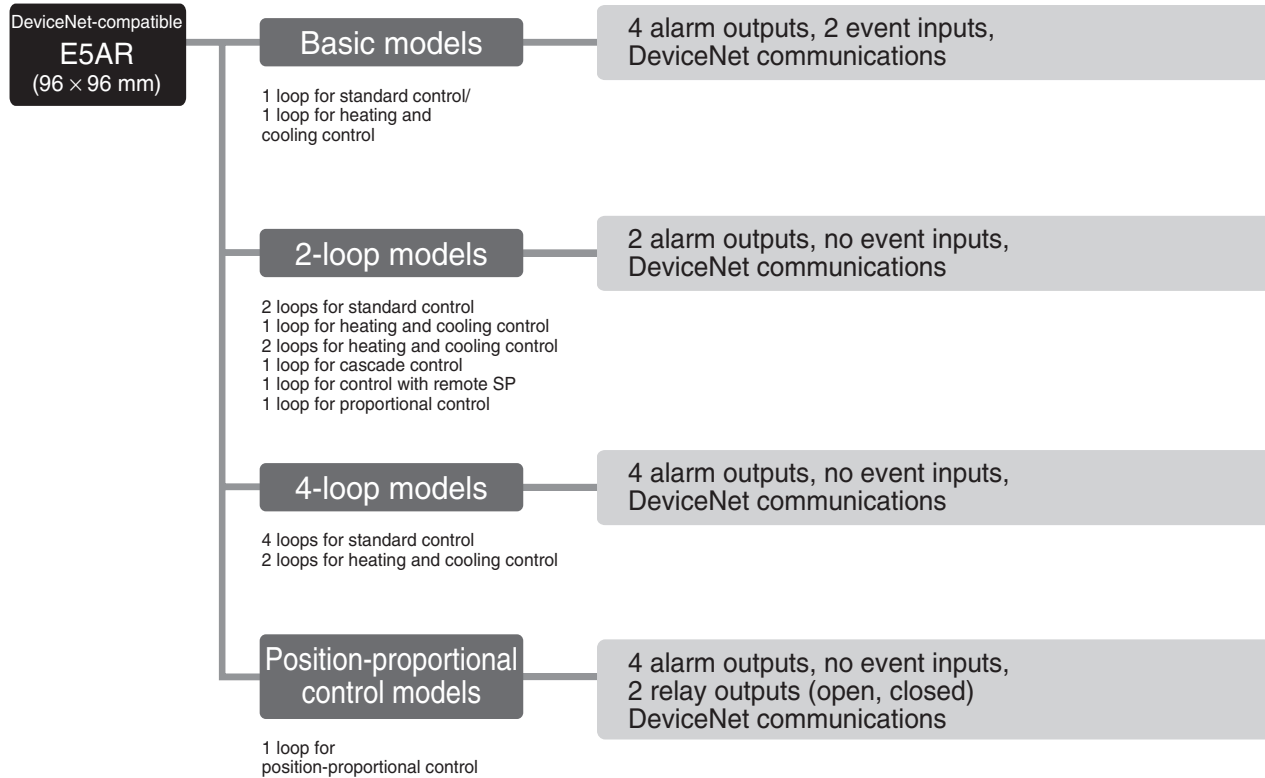 DeviceNet-compatible
E5AR
(96 × 96 mm)
Basic models
4 alarm outputs, 2 event inputs,
DeviceNet communications
1 loop for standard control/
1 loop for heating and
cooling control
2-loop models
2 alarm outputs, no event inputs,
DeviceNet communications
2 loops for standard control
1 loop for heating and cooling control
2 loops for heating and cooling control
1 loop for cascade control
1 loop for control with remote SP
1 loop for proportional control
4-loop models
4 alarm outputs, no event inputs,
DeviceNet communications
4 loops for standard control
2 loops for heating and cooling control
Position-proportional
control models
4 alarm outputs, no event inputs,
2 relay outputs (open, closed)
DeviceNet communications
1 loop for
position-proportional control